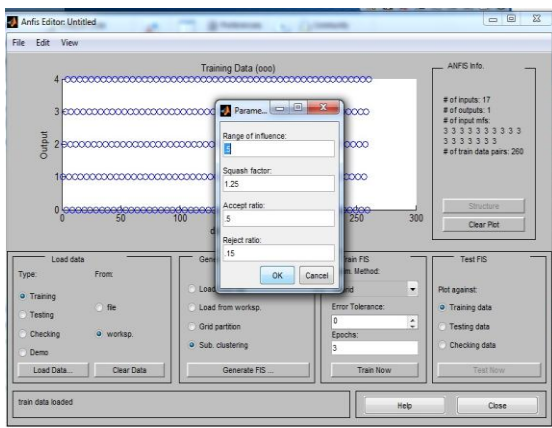 Anfis Editor: Untitled
File Edit View
Training Data (ooo)
ANFIS Info.
4
3
2
1
0
Output
0 50 100 250 300
# of inputs: 17
# of outputs: 1
# of input mfs:
3 3 3 3 3 3 3 3 3 3
3 3 3 3 3 3 3
# of train data pairs: 260
Structure
Clear Plot
Parame...
Range of influence:
.5
Squash factor:
1.25
Accept ratio:
.5
Reject ratio:
.15
OK Cancel
Load data
Type: From:
Training
Testing
Checking
Demo
file
worksp.
Load Data... Clear Data
Load from worksp.
Grid partition
Sub. clustering
Generate FIS ...
Train FIS
Method:
Error Tolerance:
0
Epochs:
3
Train Now
Test FIS
Plot against:
Training data
Testing data
Checking data
Test Now
train data loaded
Help Close